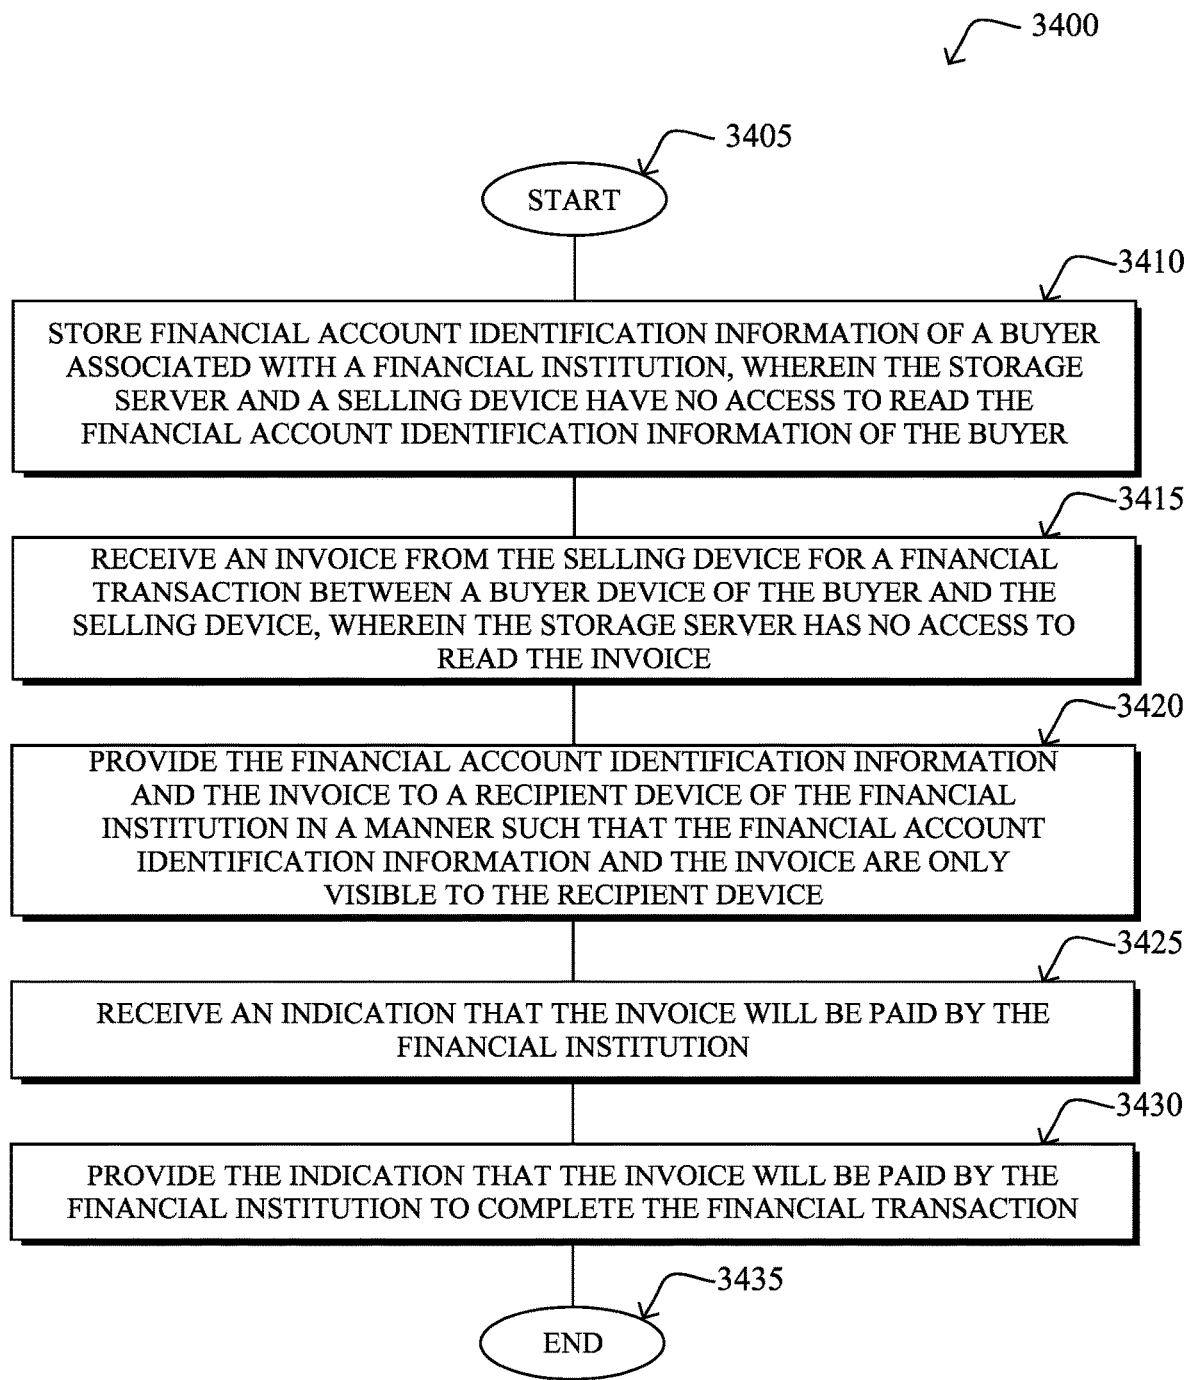 3400
3405
START
3410
STORE FINANCIAL ACCOUNT IDENTIFICATION INFORMATION OF A BUYER
ASSOCIATED WITH A FINANCIAL INSTITUTION, WHEREIN THE STORAGE
SERVER AND A SELLING DEVICE HAVE NO ACCESS TO READ THE
FINANCIAL ACCOUNT IDENTIFICATION INFORMATION OF THE BUYER
3415
RECEIVE AN INVOICE FROM THE SELLING DEVICE FOR A FINANCIAL
TRANSACTION BETWEEN A BUYER DEVICE OF THE BUYER AND THE
SELLING DEVICE, WHEREIN THE STORAGE SERVER HAS NO ACCESS TO
READ THE INVOICE
3420
PROVIDE THE FINANCIAL ACCOUNT IDENTIFICATION INFORMATION
AND THE INVOICE TO A RECIPIENT DEVICE OF THE FINANCIAL
INSTITUTION IN A MANNER SUCH THAT THE FINANCIAL ACCOUNT
IDENTIFICATION INFORMATION AND THE INVOICE ARE ONLY
VISIBLE TO THE RECIPIENT DEVICE
3425
RECEIVE AN INDICATION THAT THE INVOICE WILL BE PAID BY THE
FINANCIAL INSTITUTION
3430
PROVIDE THE INDICATION THAT THE INVOICE WILL BE PAID BY THE
FINANCIAL INSTITUTION TO COMPLETE THE FINANCIAL TRANSACTION
3435
END